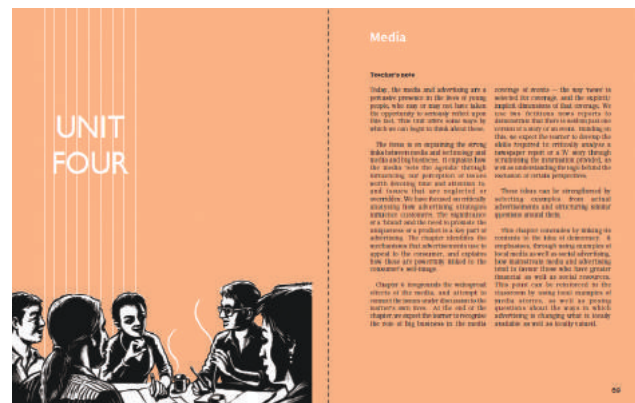 UNIT
FOUR
Media
Teacher's note
Today, the media and advertising are a
pervasive presence in the lives of young
people, who may or may not have taken
the opportunity to seriously reflect upon
this fact. This Unit offers some ways by
which we can begin to think about these.
The focus is on explaining the strong
links between media and technology and
media and big business. It explains how
the media 'sets the agenda' through
influencing our perception of issues
worth devoting time and attention to,
and issues that are neglected or
overridden. We have focused on critically
analysing how advertising strategies
influence customers. The significance
of a 'brand' and the need to promote the
uniqueness of a product is a key part of
advertising. The chapter identifies the
mechanisms that advertisements use to
appeal to the consumer, and explains
how these are powerfully linked to the
consumer's self-image.
Chapter 6 foregrounds the widespread
effects of the media, and attempt to
connect the issues under discussion to the
learner's own lives. At the end of the
chapter, we expect the learner to recognise
the role of big business in the media
coverage of events — the way 'news' is
selected for coverage, and the explicit/
implicit dimensions of that coverage. We
use two fictitious news reports to
demonstrate that there is seldom just one
version of a story or an event. Building on
this, we expect the learner to develop the
skills required to critically analyse a
newspaper report or a TV story through
scrutinising the information provided, as
well as understanding the logic behind the
inclusion of certain perspectives.
These ideas can be strengthened by
selecting examples from actual
advertisements and structuring similar
questions around them.
This chapter concludes by linking its
contents to the idea of democracy. It
emphasises, through using examples of
local media as well as social advertising,
how mainstream media and advertising
tend to favour those who have greater
financial as well as social resources.
This point can be reinforced in the
classroom by using local examples of
media stories, as well as posing
questions about the ways in which
advertising is changing what is locally
available as well as locally valued.
69